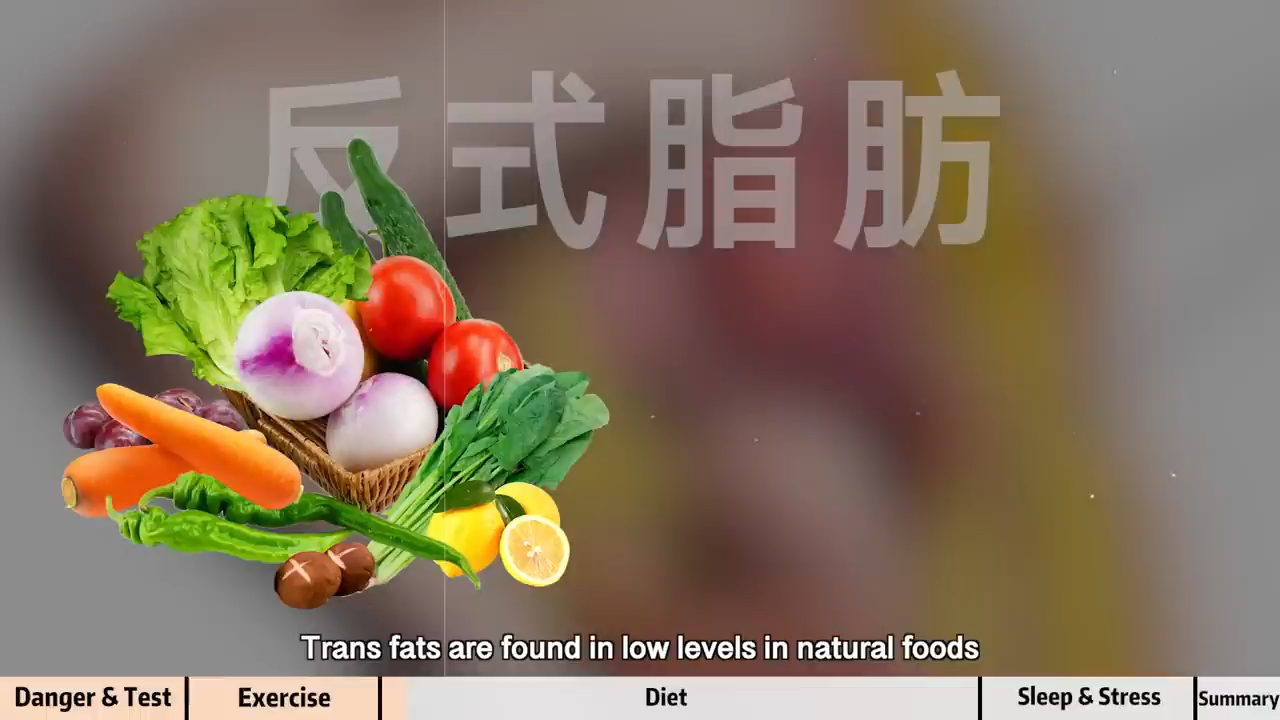 反式脂肪
Trans fats are found in low levels in natural foods
Danger & Test Exercise Diet Sleep & Stress Summary